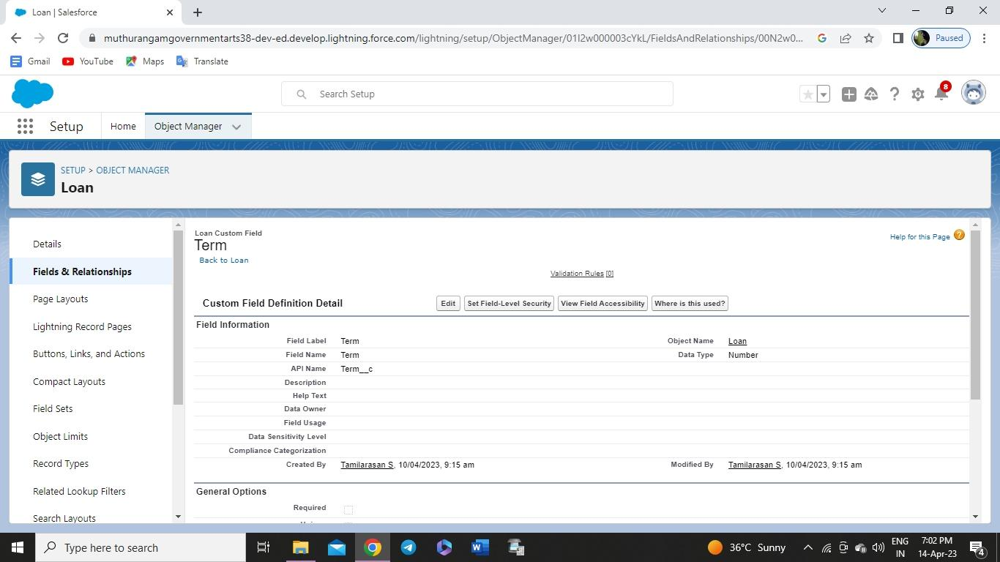 Loan | Salesforce
muthurangamgovernmentarts38-dev-ed.develop.lightning.force.com/lightning/setup/ObjectManager/01I2w000003cYkL/FieldsAndRelationships/00N2w0...
Paused
Gmail
YouTube
Maps
Translate
Search Setup
8
Setup
Home
Object Manager
SETUP > OBJECT MANAGER
Loan
Details
Fields & Relationships
Page Layouts
Lightning Record Pages
Buttons, Links, and Actions
Compact Layouts
Field Sets
Object Limits
Record Types
Related Lookup Filters
Search Layouts
Loan Custom Field
Term
Back to Loan
Help for this Page
Validation Rules [0]
Custom Field Definition Detail
Edit
Set Field-Level Security
View Field Accessibility
Where is this used?
Field Information
Field Label Term Object Name Loan
Field Name Term Data Type Number
API Name Term__c
Description
Help Text
Data Owner
Field Usage
Data Sensitivity Level
Compliance Categorization
Created By Tamilarasan S, 10/04/2023, 9:15 am Modified By Tamilarasan S, 10/04/2023, 9:15 am
General Options
Required
Type here to search
36°C Sunny
ENG
IN
7:02 PM
14-Apr-23
4